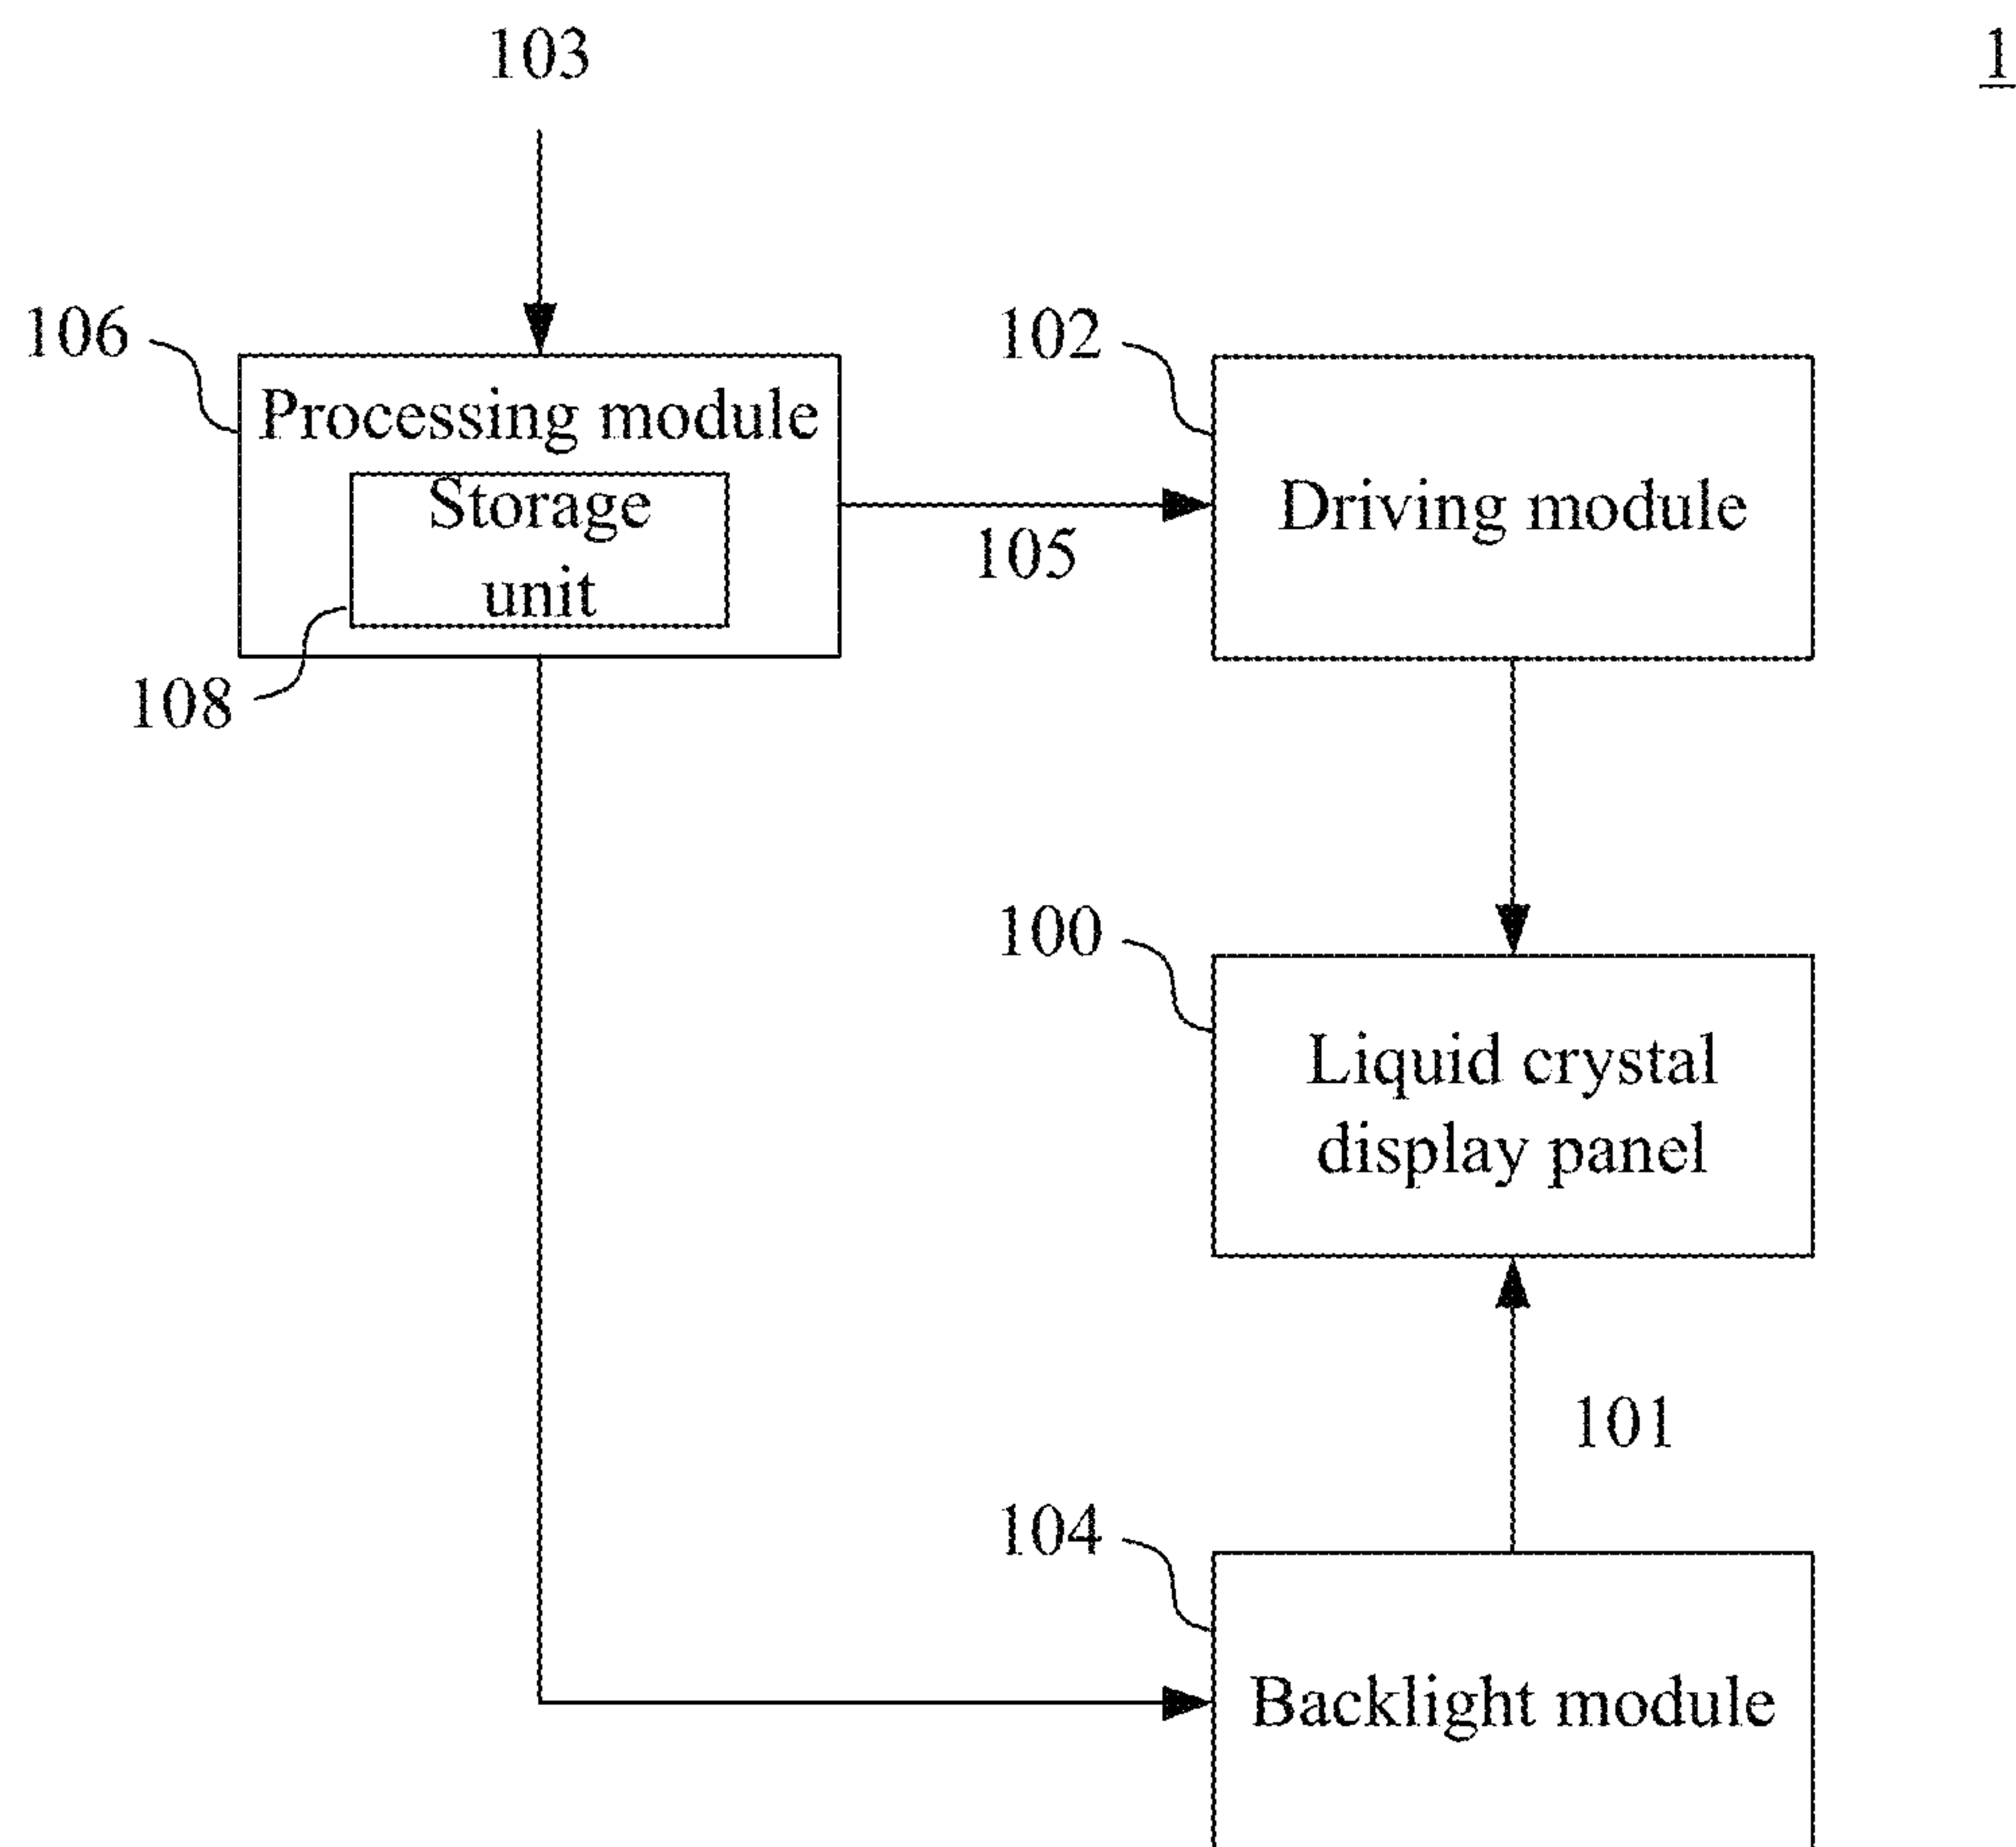 103
1
106
Processing module
Storage
unit
108
105
102
Driving module
100
Liquid crystal
display panel
101
104
Backlight module